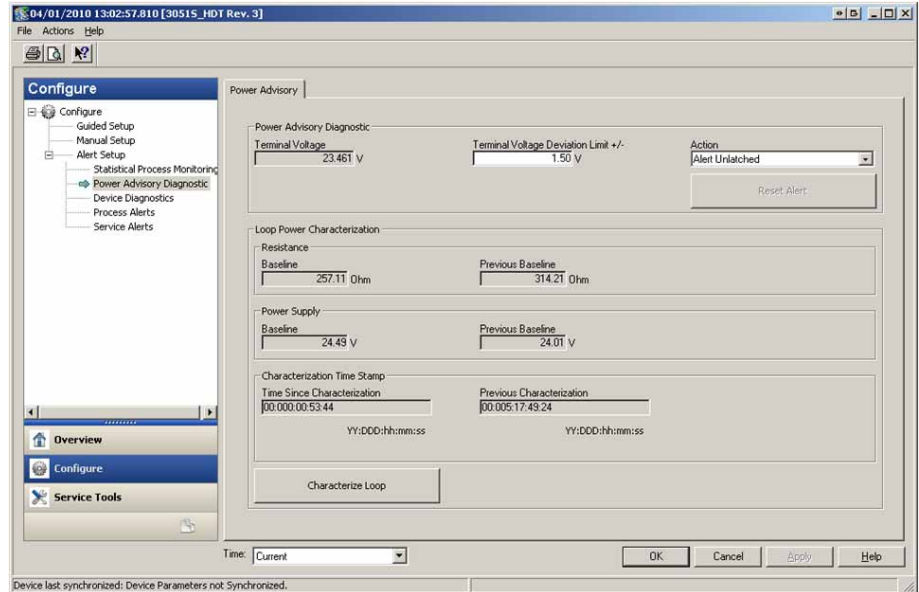 04/01/2010 13:02:57.810 [3051S_HDT Rev. 3]
File Actions Help
Configure
Configure
Guided Setup
Manual Setup
Alert Setup
Statistical Process Monitoring
Power Advisory Diagnostic
Device Diagnostics
Process Alerts
Service Alerts
Overview
Configure
Service Tools
Power Advisory
Power Advisory Diagnostic
Terminal Voltage Terminal Voltage Deviation Limit +/- Action
23.461 V 1.50 V Alert Unlatched
Reset Alert
Loop Power Characterization
Resistance
Baseline Previous Baseline
257.11 Ohm 314.21 Ohm
Power Supply
Baseline Previous Baseline
24.49 V 24.01 V
Characterization Time Stamp
Time Since Characterization Previous Characterization
00:000:00:53:44 00:005:17:49:24
YY:DDD:hh:mm:ss YY:DDD:hh:mm:ss
Characterize Loop
Time: Current OK Cancel Apply Help
Device last synchronized: Device Parameters not Synchronized.